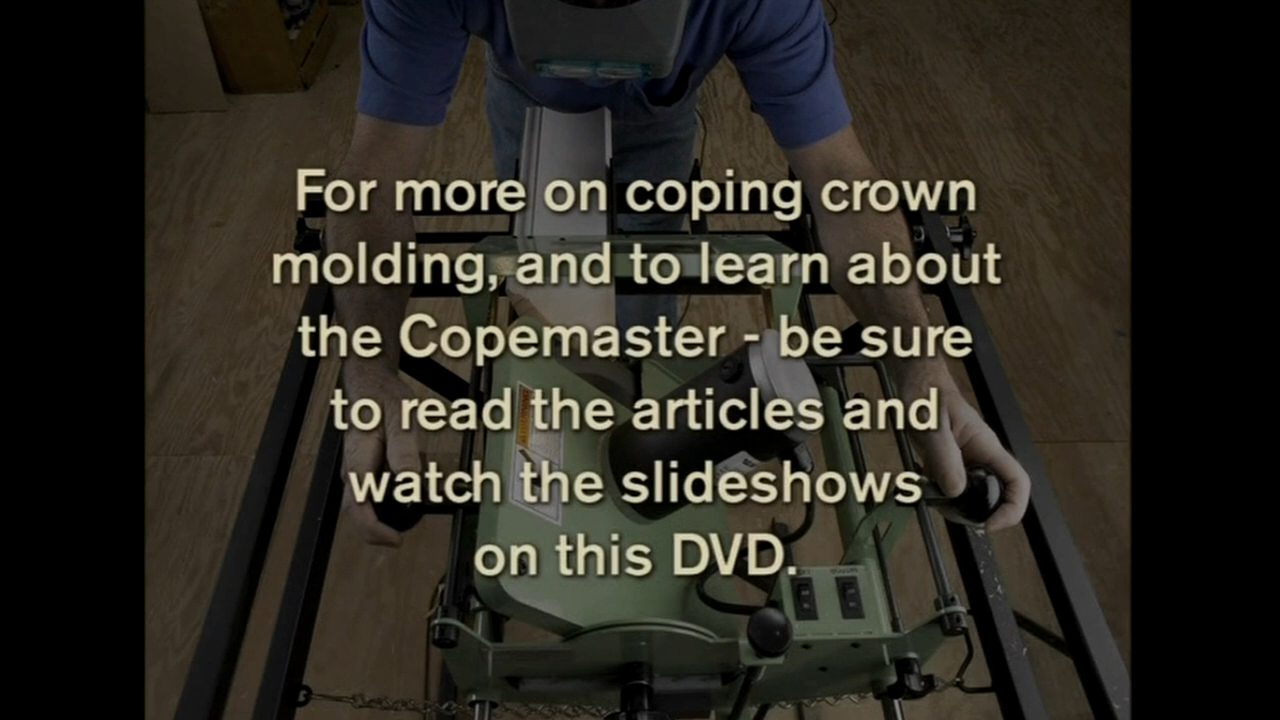 For more on coping crown
molding, and to learn about
the Copemaster - be sure
to read the articles and
watch the slideshows
on this DVD.